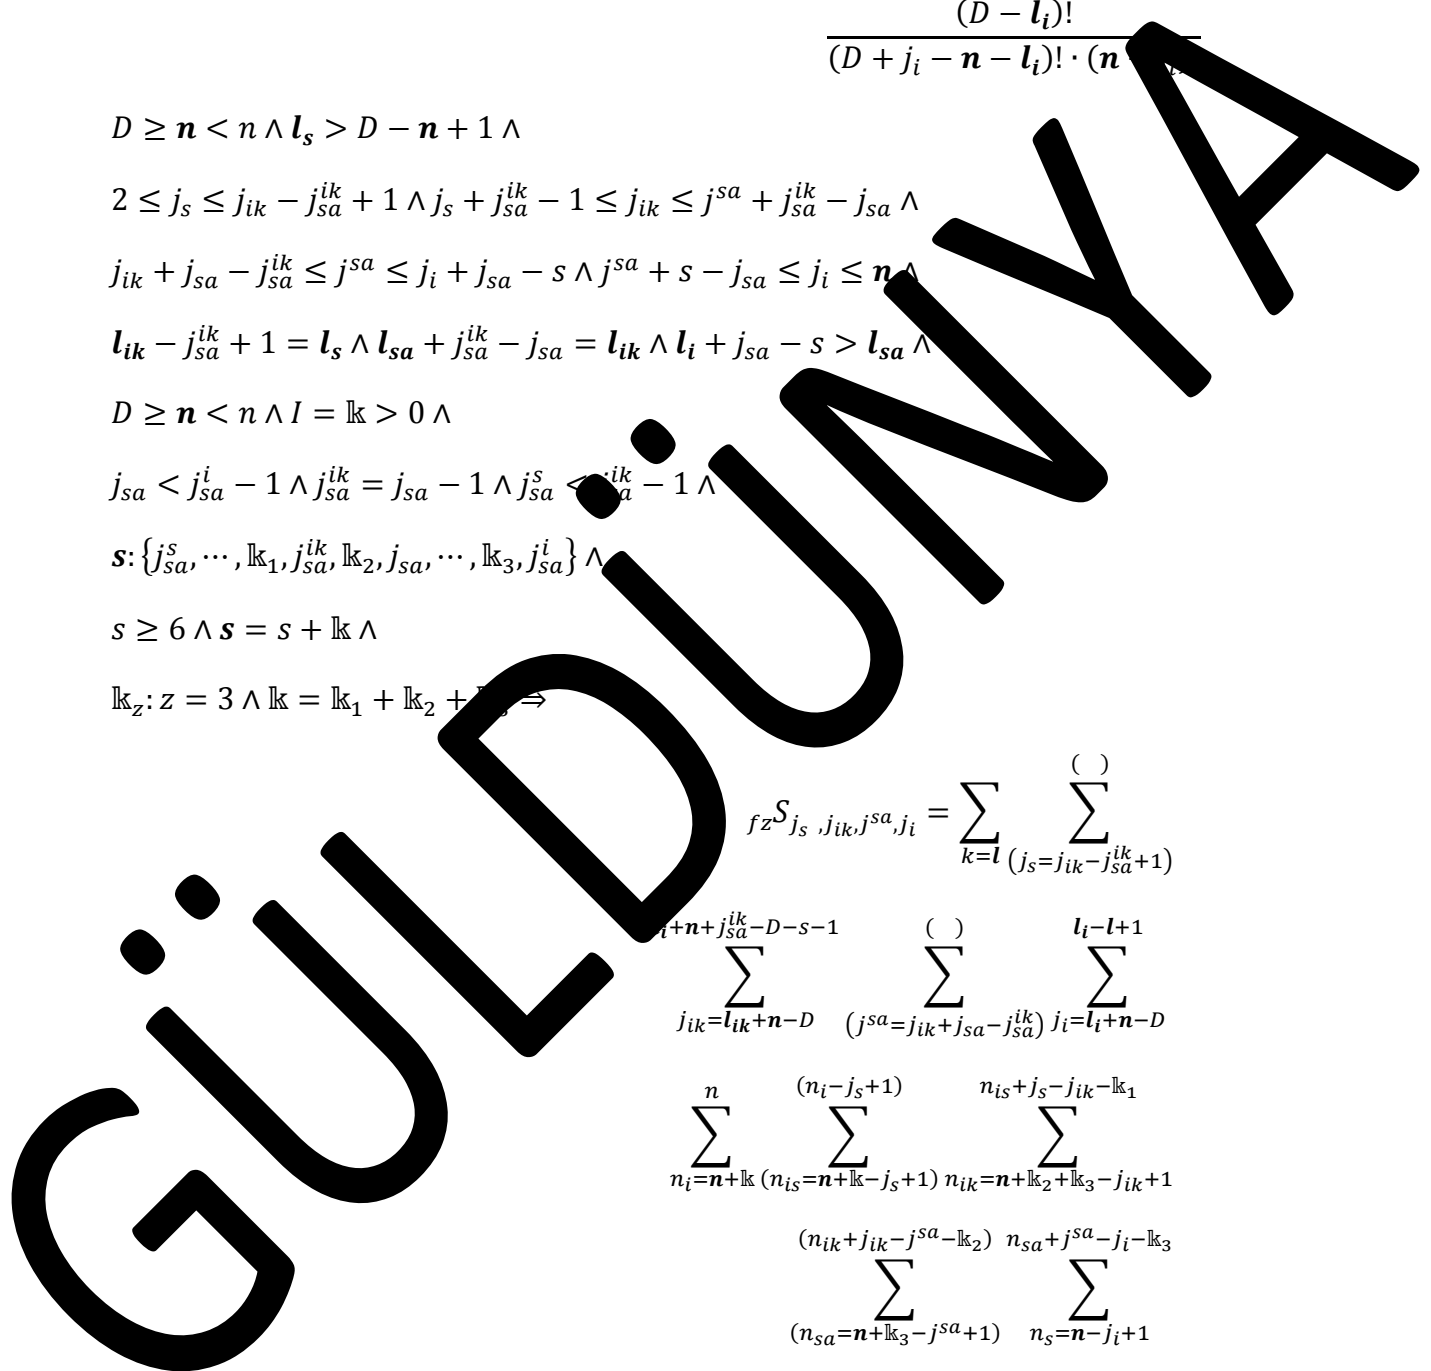 (D − l_i)!
(D + j_i − n − l_i)! · (n
D ≥ n < n ∧ l_s > D − n + 1 ∧
2 ≤ j_s ≤ j_ik − j_sa^ik + 1 ∧ j_s + j_sa^ik − 1 ≤ j_ik ≤ j^sa + j_sa^ik − j_sa ∧
j_ik + j_sa − j_sa^ik ≤ j^sa ≤ j_i + j_sa − s ∧ j^sa + s − j_sa ≤ j_i ≤ n ∧
l_ik − j_sa^ik + 1 = l_s ∧ l_sa + j_sa^ik − j_sa = l_ik ∧ l_i + j_sa − s > l_sa ∧
D ≥ n < n ∧ I = 𝕜 > 0 ∧
j_sa < j_sa^i − 1 ∧ j_sa^ik = j_sa − 1 ∧ j_sa^s < j_sa^ik − 1 ∧
s: {j_sa^s, ⋯ , 𝕜_1, j_sa^ik, 𝕜_2, j_sa, ⋯ , 𝕜_3, j_sa^i} ∧
s ≥ 6 ∧ s = s + 𝕜 ∧
𝕜_z: z = 3 ∧ 𝕜 = 𝕜_1 + 𝕜_2 + ⇒
( )
fzS_j_s ,j_ik,j^sa,j_i = ∑ ∑
k=l (j_s=j_ik−j_sa^ik+1)
i+n+j_sa^ik−D−s−1 ( ) l_i−l+1
∑ ∑ ∑
j_ik=l_ik+n−D (j^sa=j_ik+j_sa−j_sa^ik) j_i=l_i+n−D
n (n_i−j_s+1) n_is+j_s−j_ik−𝕜_1
∑ ∑ ∑
n_i=n+𝕜 (n_is=n+𝕜−j_s+1) n_ik=n+𝕜_2+𝕜_3−j_ik+1
(n_ik+j_ik−j^sa−𝕜_2) n_sa+j^sa−j_i−𝕜_3
∑ ∑
(n_sa=n+𝕜_3−j^sa+1) n_s=n−j_i+1
GÜLDÜNYA